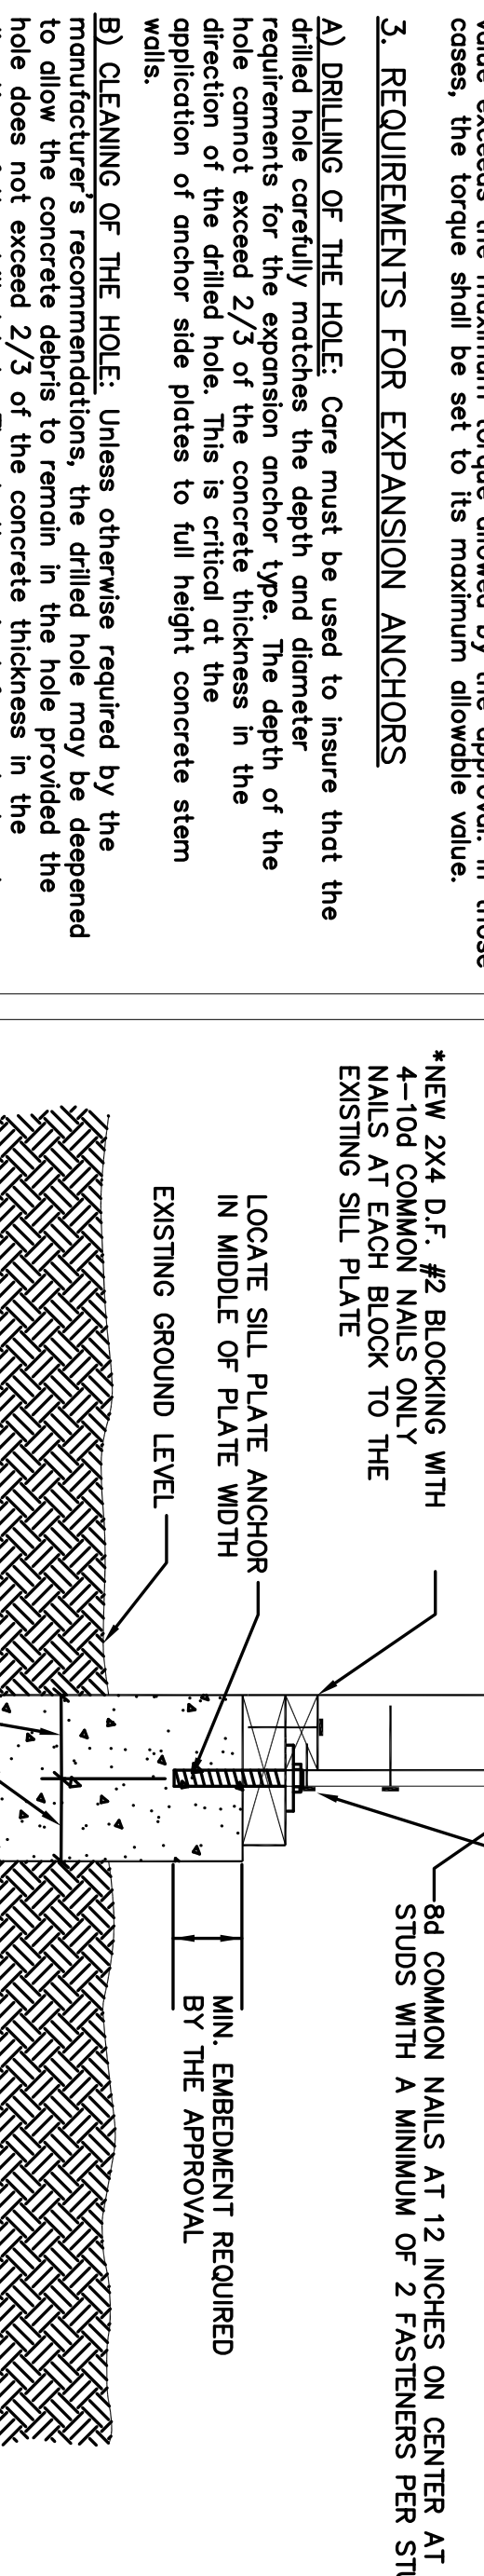 value exceeds the maximum torque allowed by the approval. In those
cases, the torque shall be set to its maximum allowable value.
3. REQUIREMENTS FOR EXPANSION ANCHORS
A) DRILLING OF THE HOLE: Care must be used to insure that the
drilled hole carefully matches the depth and diameter
requirements for the expansion anchor type. The depth of the
hole cannot exceed 2/3 of the concrete thickness in the
direction of the drilled hole. This is critical at the
application of anchor side plates to full height concrete stem
walls.
B) CLEANING OF THE HOLE: Unless otherwise required by the
manufacturer's recommendations, the drilled hole may be deepened
to allow the concrete debris to remain in the hole provided the
hole does not exceed 2/3 of the concrete thickness in the
*NEW 2X4 D.F. #2 BLOCKING WITH
4-10d COMMON NAILS ONLY
NAILS AT EACH BLOCK TO THE
EXISTING SILL PLATE
LOCATE SILL PLATE ANCHOR
IN MIDDLE OF PLATE WIDTH
EXISTING GROUND LEVEL
8d COMMON NAILS AT 12 INCHES ON CENTER AT
STUDS WITH A MINIMUM OF 2 FASTENERS PER
MIN. EMBEDMENT REQUIRED
BY THE APPROVAL